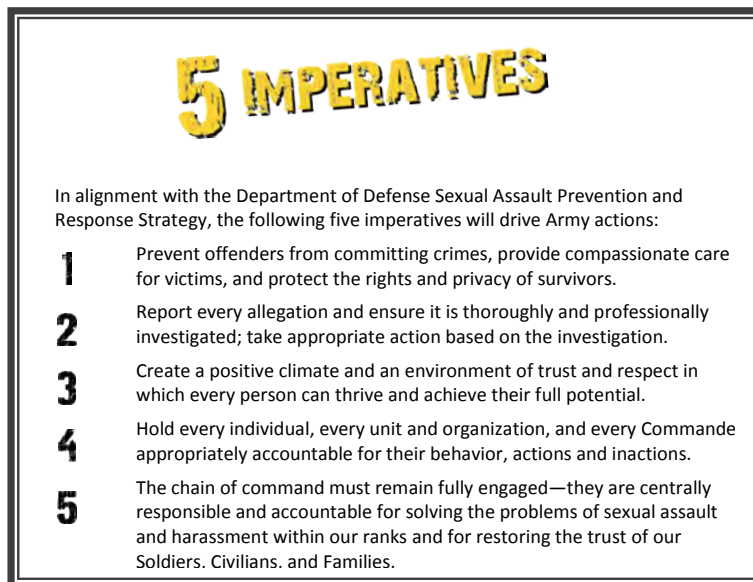 5 IMPERATIVES
In alignment with the Department of Defense Sexual Assault Prevention and
Response Strategy, the following five imperatives will drive Army actions:
1 Prevent offenders from committing crimes, provide compassionate care
for victims, and protect the rights and privacy of survivors.
2 Report every allegation and ensure it is thoroughly and professionally
investigated; take appropriate action based on the investigation.
3 Create a positive climate and an environment of trust and respect in
which every person can thrive and achieve their full potential.
4 Hold every individual, every unit and organization, and every Commande
appropriately accountable for their behavior, actions and inactions.
5 The chain of command must remain fully engaged—they are centrally
responsible and accountable for solving the problems of sexual assault
and harassment within our ranks and for restoring the trust of our
Soldiers. Civilians. and Families.